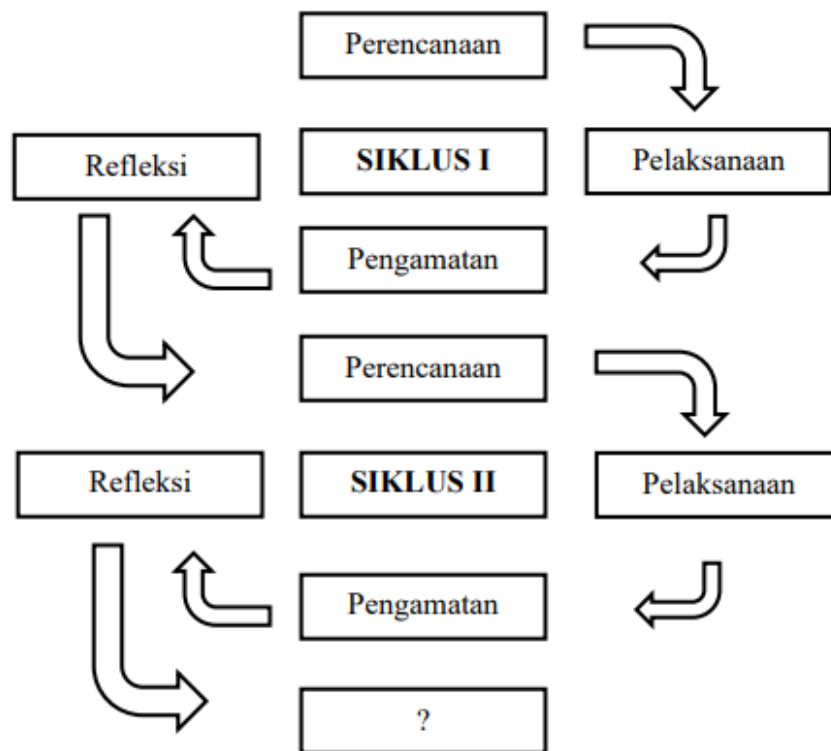 Perencanaan
Refleksi
SIKLUS I
Pelaksanaan
Pengamatan
Perencanaan
Refleksi
SIKLUS II
Pelaksanaan
Pengamatan
?